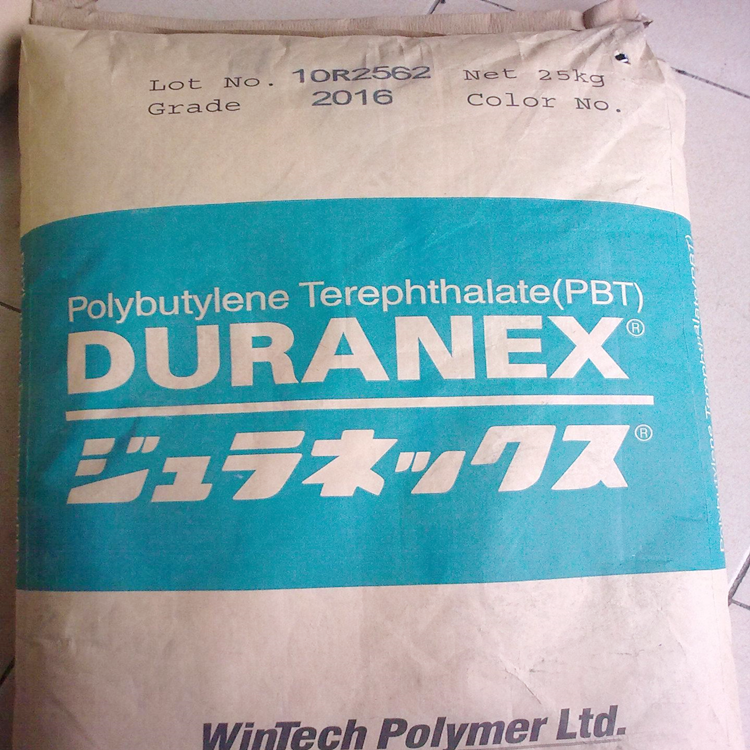 Lot No. 10R2562 Net 25kg
Grade 2016 Color No.
Polybutylene Terephthalate(PBT)
DURANEX®
ジュラネックス®
WinTech Polymer Ltd.